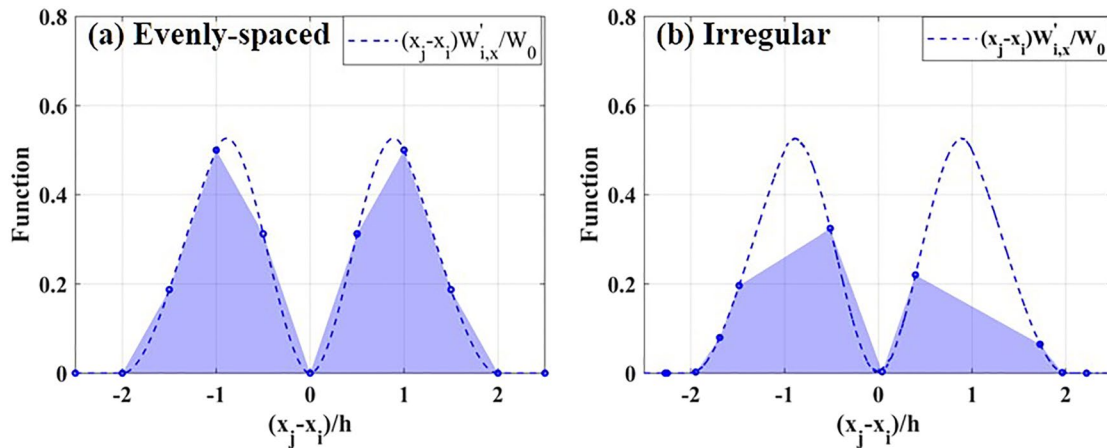 (a) Evenly-spaced
(x_j-x_i)W'_{i,x}/W_0
0.8
0.6
0.4
0.2
0
Function
-2 -1 0 1 2
(x_j-x_i)/h
(b) Irregular
(x_j-x_i)W'_{i,x}/W_0
0.8
0.6
0.4
0.2
0
Function
-2 -1 0 1 2
(x_j-x_i)/h